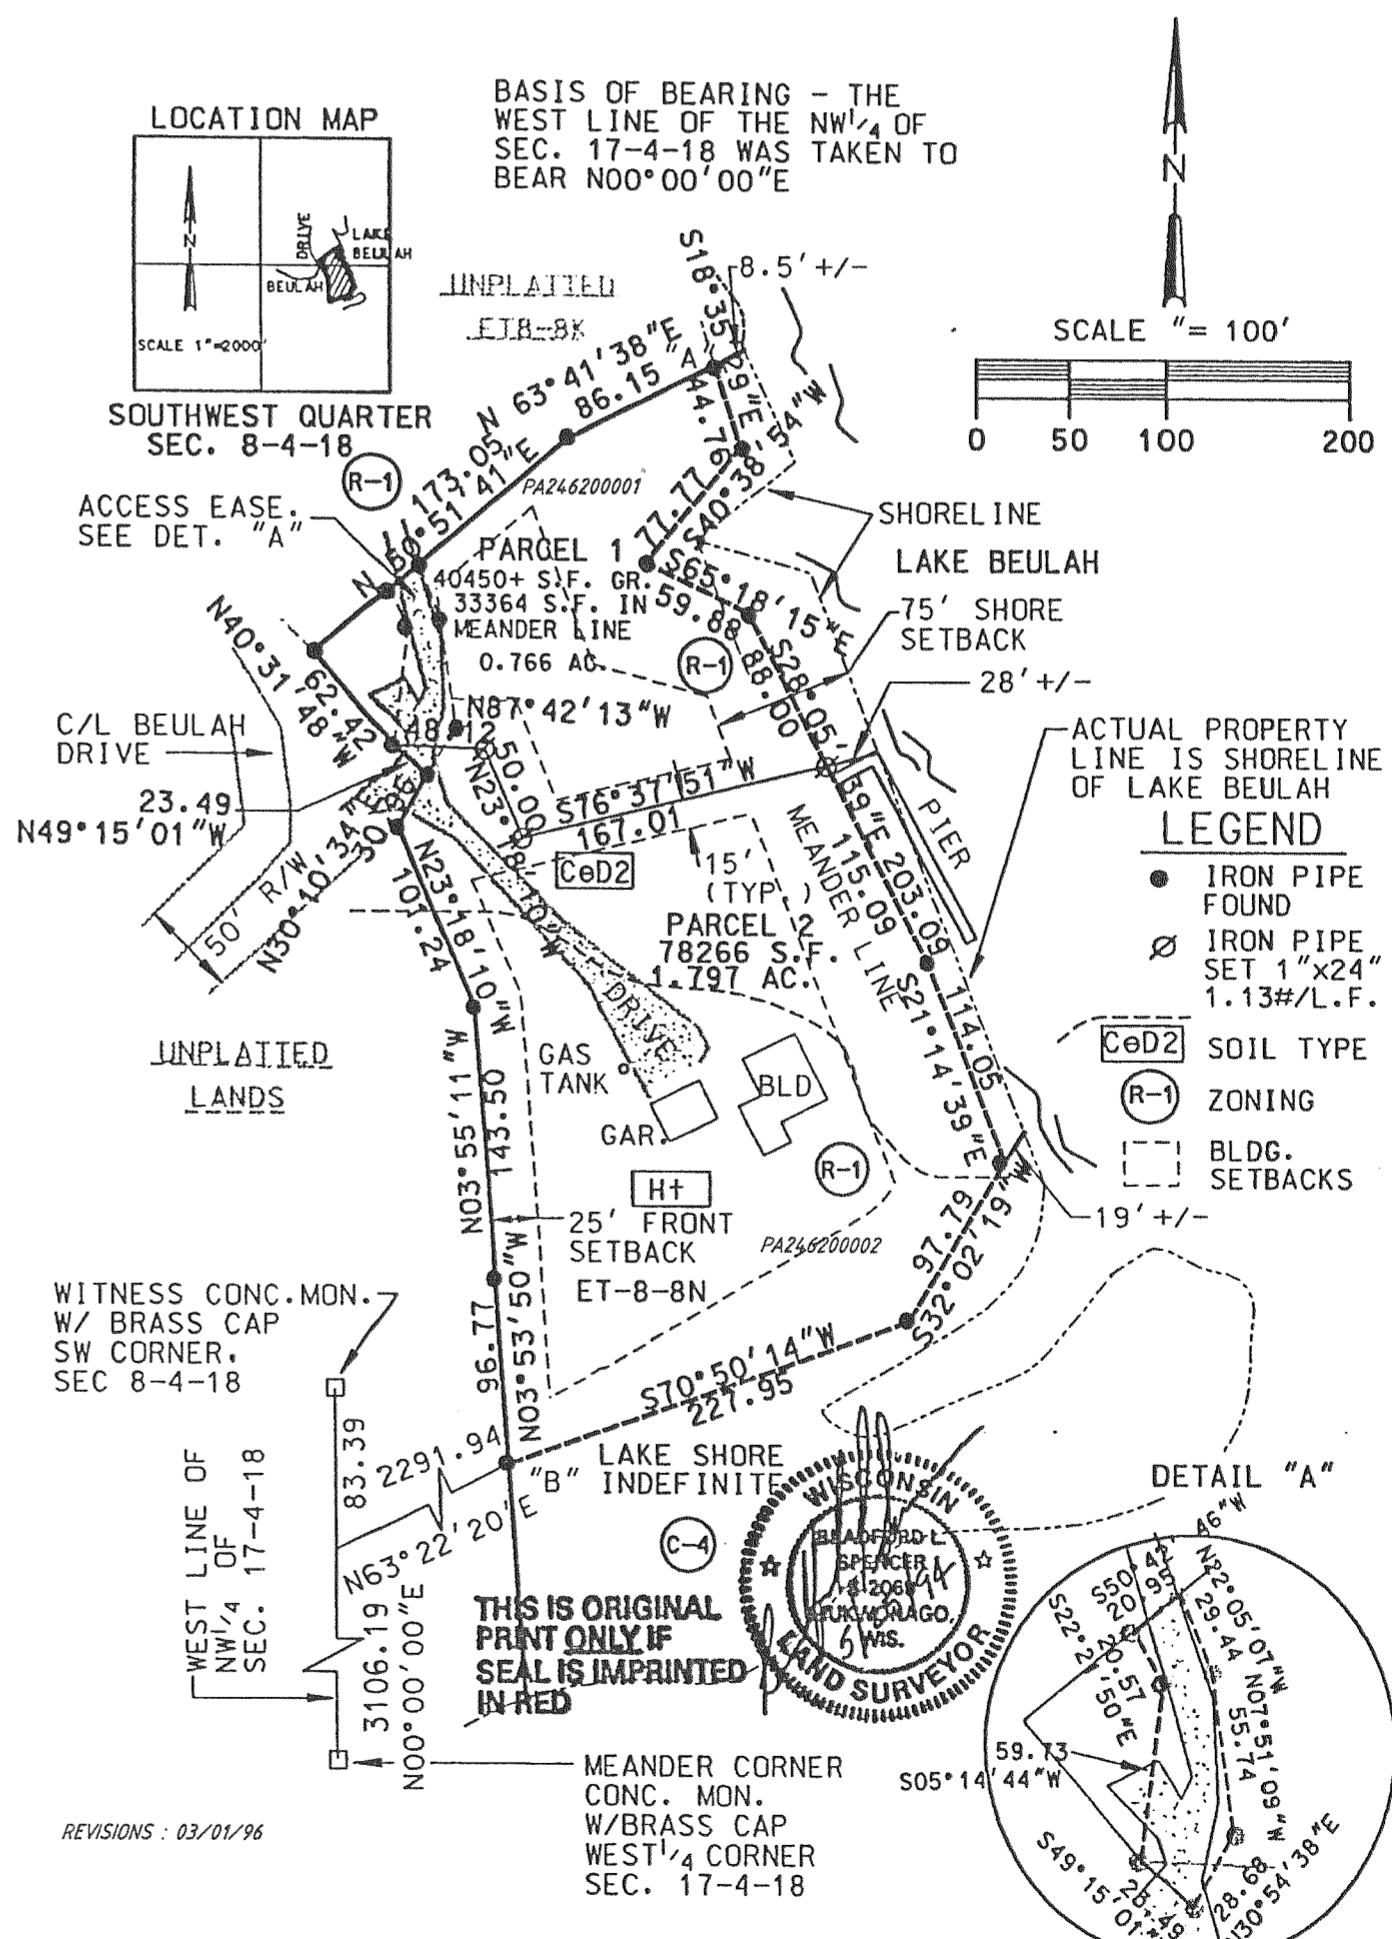 BASIS OF BEARING - THE
WEST LINE OF THE NW1/4 OF
SEC. 17-4-18 WAS TAKEN TO
BEAR N00°00'00"E
LOCATION MAP
N
DRIVE
LAKE
BEULAH
BEULAH
SCALE 1"=2000'
SOUTHWEST QUARTER
SEC. 8-4-18
N
SCALE "= 100'
0 50 100 200
UNPLATTED
ET8-8K
S18°35'29"E
44.76
8.5'+/-
N 63°41'38"E
86.15
"A"
173.05
N 50°51'41"E
R-1
PA246200001
ACCESS EASE.
SEE DET. "A"
PARCEL 1
40450+ S.F. GR.
33364 S.F. IN
MEANDER LINE
0.766 AC.
77.77
S40°38'54"W
SHORELINE
LAKE BEULAH
S65°18'15"E
59.88
75' SHORE
SETBACK
R-1
88.00
S28°05'39"E 203.09
115.09
28'+/-
N40°31'48"W
62.42
C/L BEULAH
DRIVE
N87°42'13"W
48.12
23.49
N49°15'01"W
50.00
S76°37'51"W
167.01
N23°18'10"W
ACTUAL PROPERTY
LINE IS SHORELINE
OF LAKE BEULAH
PIER
MEANDER LINE
LEGEND
IRON PIPE
FOUND
IRON PIPE
SET 1"x24"
1.13#/L.F.
CeD2 SOIL TYPE
R-1 ZONING
BLDG.
SETBACKS
N30°10'34"E
50' R/W
N23°18'10"W
101.24
CeD2
15'
(TYP.)
PARCEL 2
78266 S.F.
1.797 AC.
S21°14'39"E
114.05
DRIVE
UNPLATTED
LANDS
GAS
TANK
BLD
GAR.
R-1
N03°55'11"W
143.50
H+
25' FRONT
SETBACK
ET-8-8N
PA246200002
97.79
S32°02'19"W
19'+/-
N03°53'50"W
96.77
S70°50'14"W
227.95
WITNESS CONC.MON.
W/ BRASS CAP
SW CORNER.
SEC 8-4-18
83.39
2291.94
N63°22'20"E
"B"
LAKE SHORE
INDEFINITE
C-4
WEST LINE OF
NW1/4 OF
SEC. 17-4-18
3106.19
N00°00'00"E
THIS IS ORIGINAL
PRINT ONLY IF
SEAL IS IMPRINTED
IN RED
WISCONSIN
BRADFORD L.
SPENCER
MUKWONAGO,
WIS.
LAND SURVEYOR
MEANDER CORNER
CONC. MON.
W/BRASS CAP
WEST1/4 CORNER
SEC. 17-4-18
REVISIONS : 03/01/96
DETAIL "A"
20.95
N22°05'07"W
29.44
N07°51'09"W
55.74
20.57
59.73
S05°14'44"W
S49°15'01"
28.68
N30°54'38"E